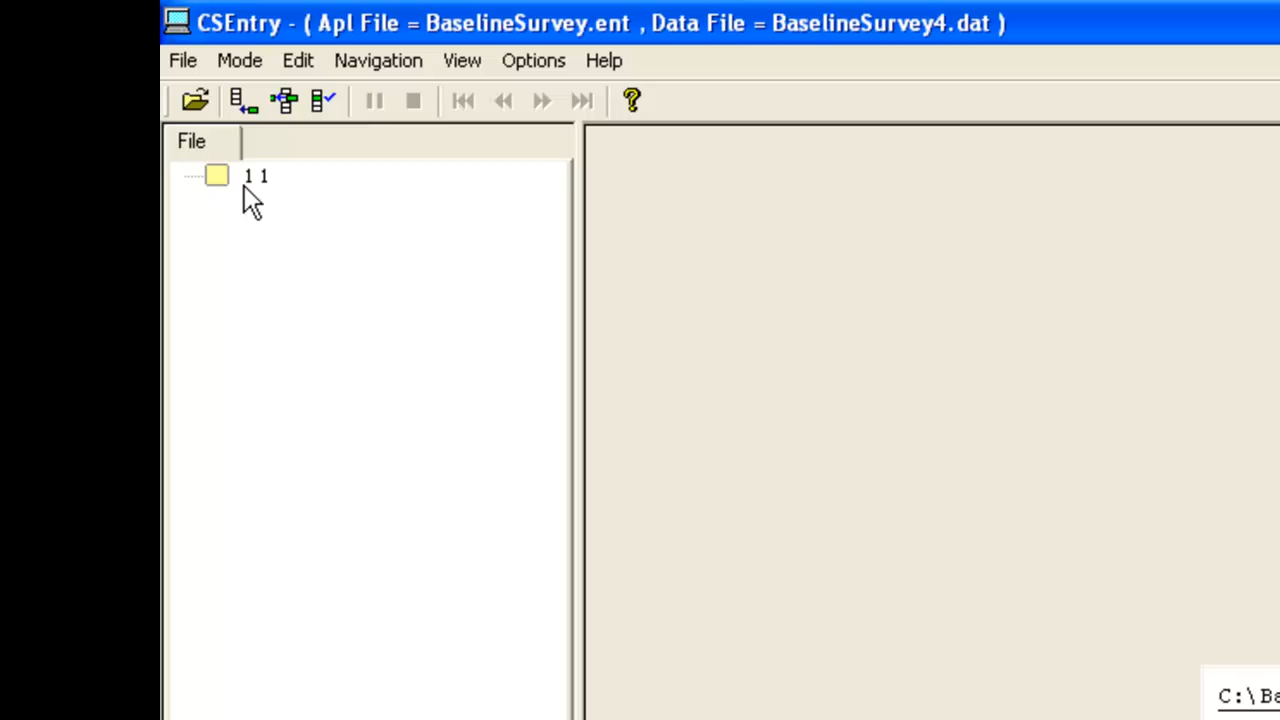 CSEntry - ( Apl File = BaselineSurvey.ent , Data File = BaselineSurvey4.dat )
File Mode Edit Navigation View Options Help
File
1 1
C:\Ba